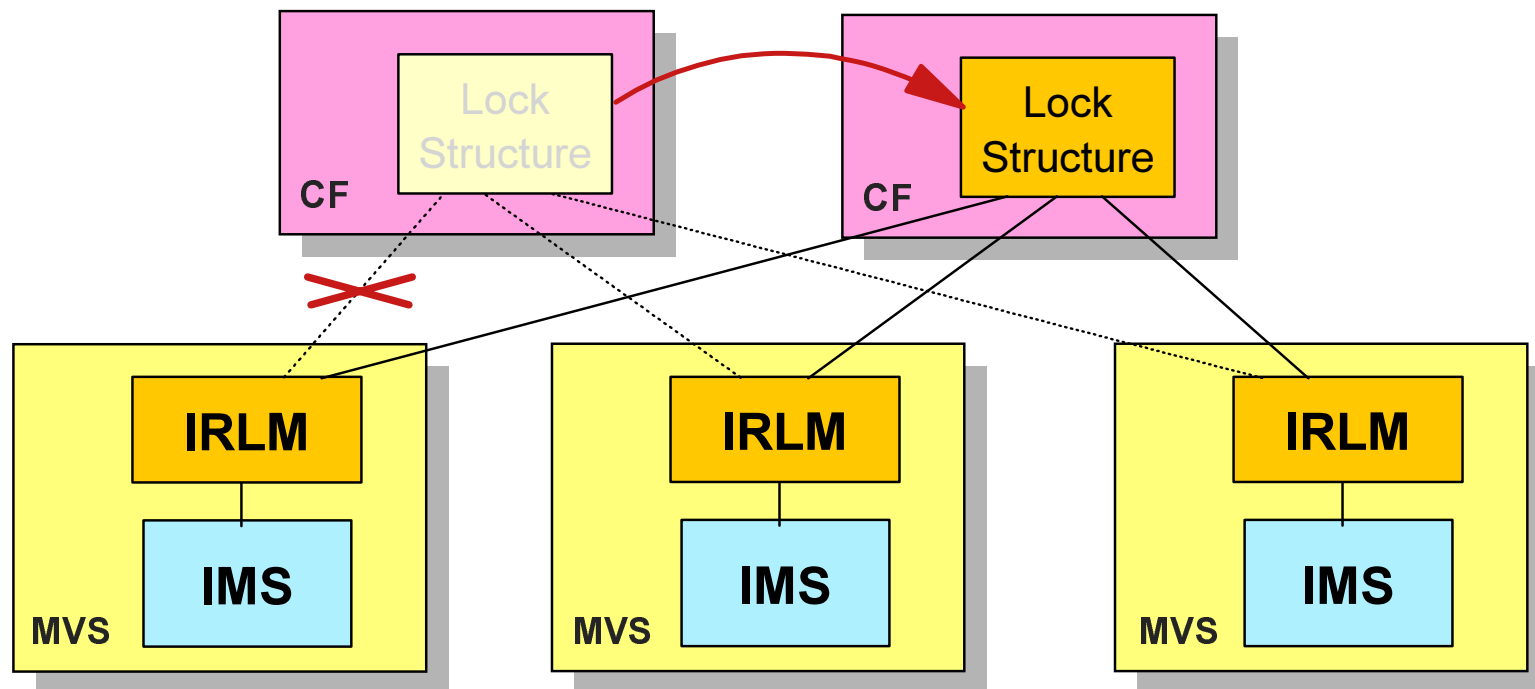 Lock
Structure
CF
Lock
Structure
CF
IRLM
IMS
MVS
IRLM
IMS
MVS
IRLM
IMS
MVS